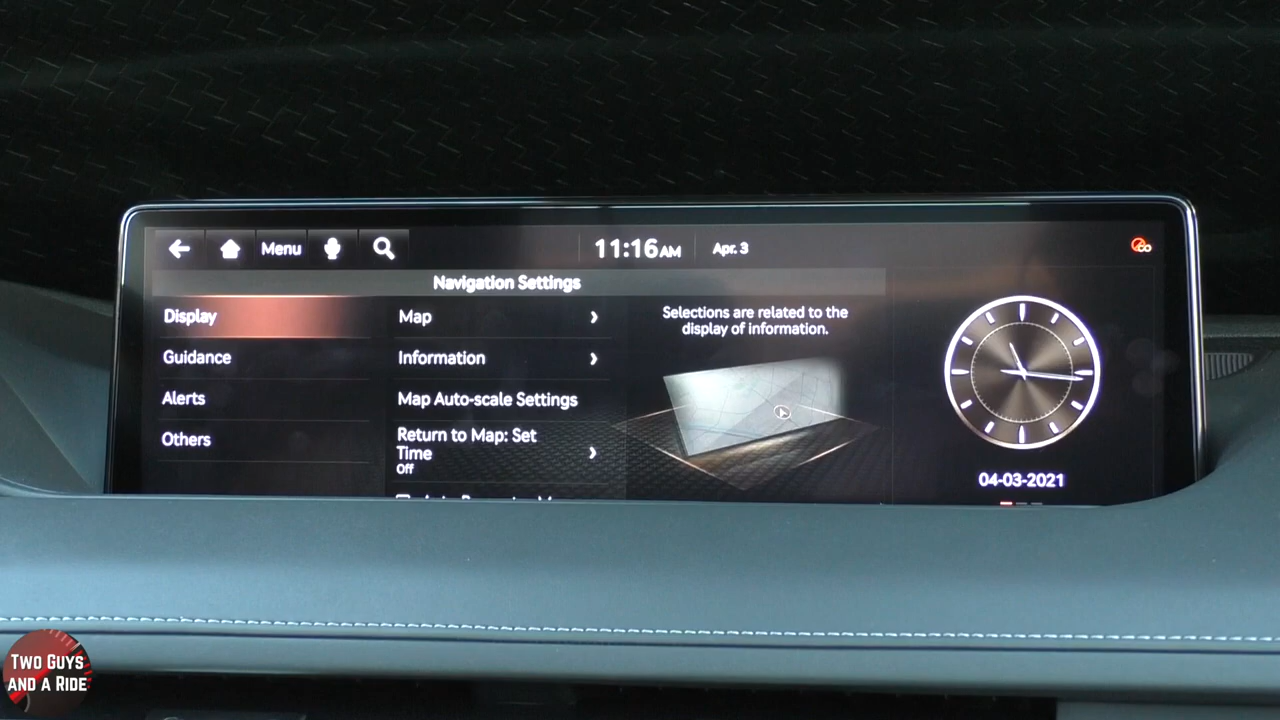 Menu
11:16 AM
Apr. 3
Navigation Settings
Display
Guidance
Alerts
Others
Map
Information
Map Auto-scale Settings
Return to Map: Set
Time
Off
Selections are related to the
display of information.
04-03-2021
TWO GUYS
AND A RIDE